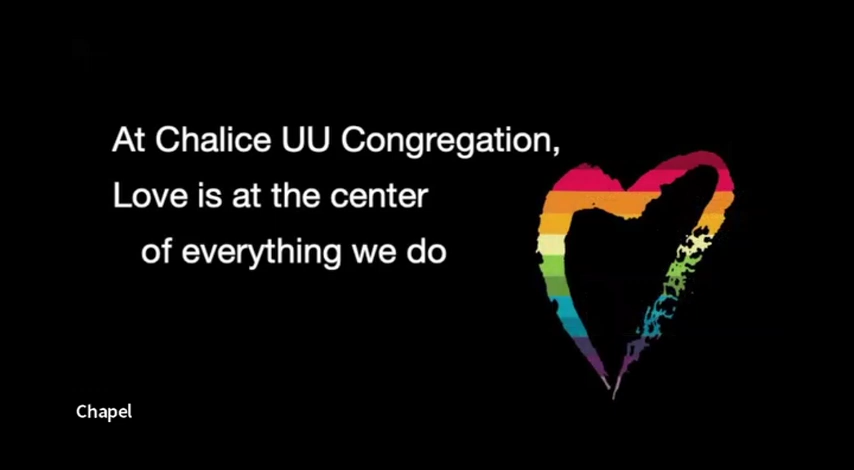 At Chalice UU Congregation,
Love is at the center
of everything we do
Chapel